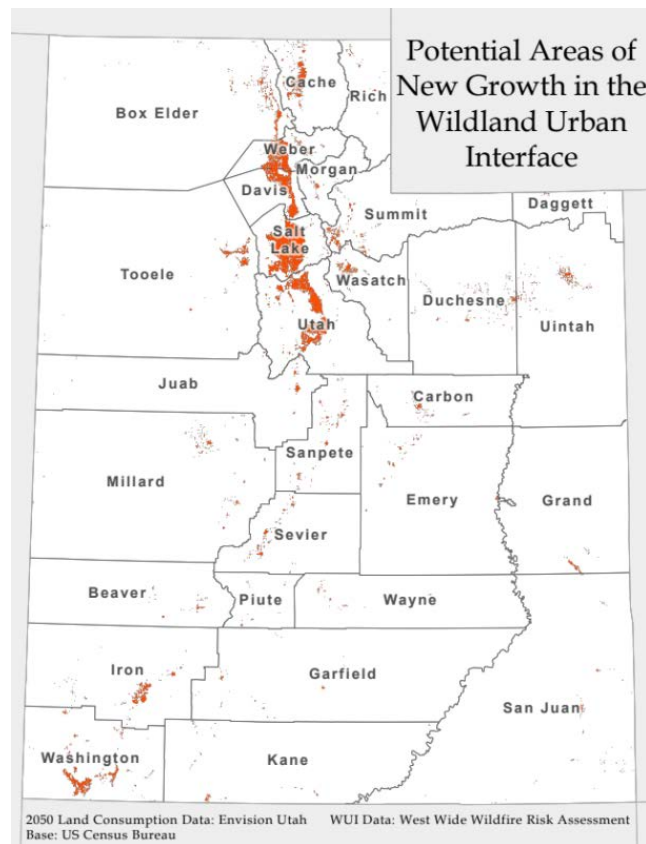 Potential Areas of
New Growth in the
Wildland Urban
Interface
Cache
Rich
Box Elder
Weber
Morgan
Davis
Summit
Daggett
Salt
Lake
Tooele
Wasatch
Duchesne
Uintah
Utah
Juab
Carbon
Sanpete
Millard
Emery
Grand
Sevier
Beaver
Piute
Wayne
Iron
Garfield
San Juan
Washington
Kane
2050 Land Consumption Data: Envision Utah WUI Data: West Wide Wildfire Risk Assessment
Base: US Census Bureau